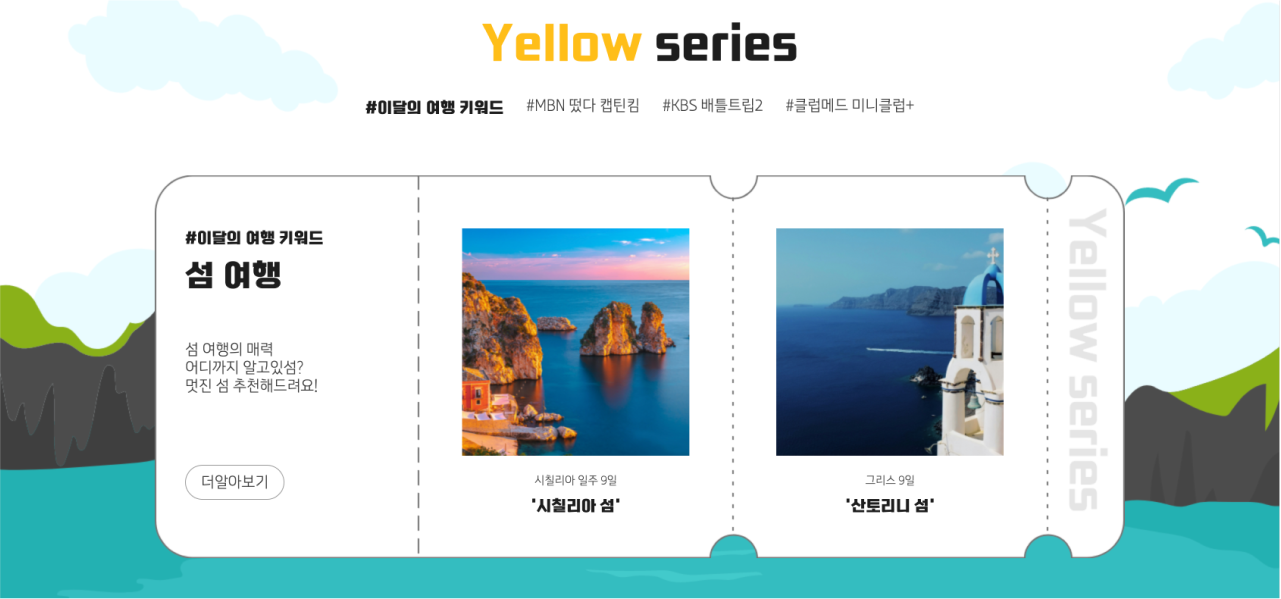 Yellow series
#이달의 여행 키워드 #MBN 떴다 캡틴킴 #KBS 배틀트립2 #클럽메드 미니클럽+
#이달의 여행 키워드
섬 여행
섬 여행의 매력
어디까지 알고있섬?
멋진 섬 추천해드려요!
더알아보기
시칠리아 일주 9일
'시칠리아 섬'
그리스 9일
'산토리니 섬'
Yellow series